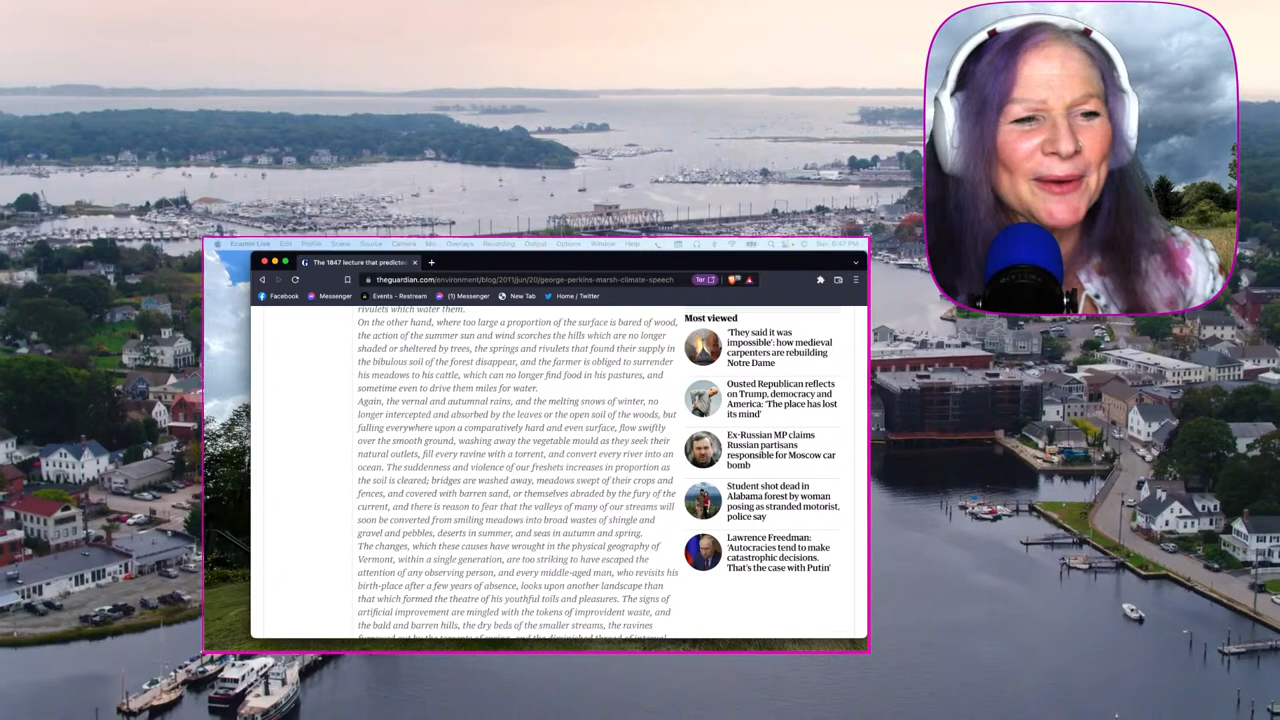 Ecamm Live Edit Profile Scene Source Camera Mic Overlays Recording Output Options Window Help Sun 6:47 PM
The 1847 lecture that predicted
theguardian.com/environment/blog/2011/jun/20/george-perkins-marsh-climate-speech Tor
Facebook Messenger Events - Restream (1) Messenger New Tab Home / Twitter
rivulets which water them.
On the other hand, where too large a proportion of the surface is bared of wood,
the action of the summer sun and wind scorches the hills which are no longer
shaded or sheltered by trees, the springs and rivulets that found their supply in
the bibulous soil of the forest disappear, and the farmer is obliged to surrender
his meadows to his cattle, which can no longer find food in his pastures, and
sometime even to drive them miles for water.
Again, the vernal and autumnal rains, and the melting snows of winter, no
longer intercepted and absorbed by the leaves or the open soil of the woods, but
falling everywhere upon a comparatively hard and even surface, flow swiftly
over the smooth ground, washing away the vegetable mould as they seek their
natural outlets, fill every ravine with a torrent, and convert every river into an
ocean. The suddenness and violence of our freshets increases in proportion as
the soil is cleared; bridges are washed away, meadows swept of their crops and
fences, and covered with barren sand, or themselves abraded by the fury of the
current, and there is reason to fear that the valleys of many of our streams will
soon be converted from smiling meadows into broad wastes of shingle and
gravel and pebbles, deserts in summer, and seas in autumn and spring.
The changes, which these causes have wrought in the physical geography of
Vermont, within a single generation, are too striking to have escaped the
attention of any observing person, and every middle-aged man, who revisits his
birth-place after a few years of absence, looks upon another landscape than
that which formed the theatre of his youthful toils and pleasures. The signs of
artificial improvement are mingled with the tokens of improvident waste, and
the bald and barren hills, the dry beds of the smaller streams, the ravines
Most viewed
'They said it was
impossible': how medieval
carpenters are rebuilding
Notre Dame
Ousted Republican reflects
on Trump, democracy and
America: 'The place has lost
its mind'
Ex-Russian MP claims
Russian partisans
responsible for Moscow car
bomb
Student shot dead in
Alabama forest by woman
posing as stranded motorist,
police say
Lawrence Freedman:
'Autocracies tend to make
catastrophic decisions.
That's the case with Putin'